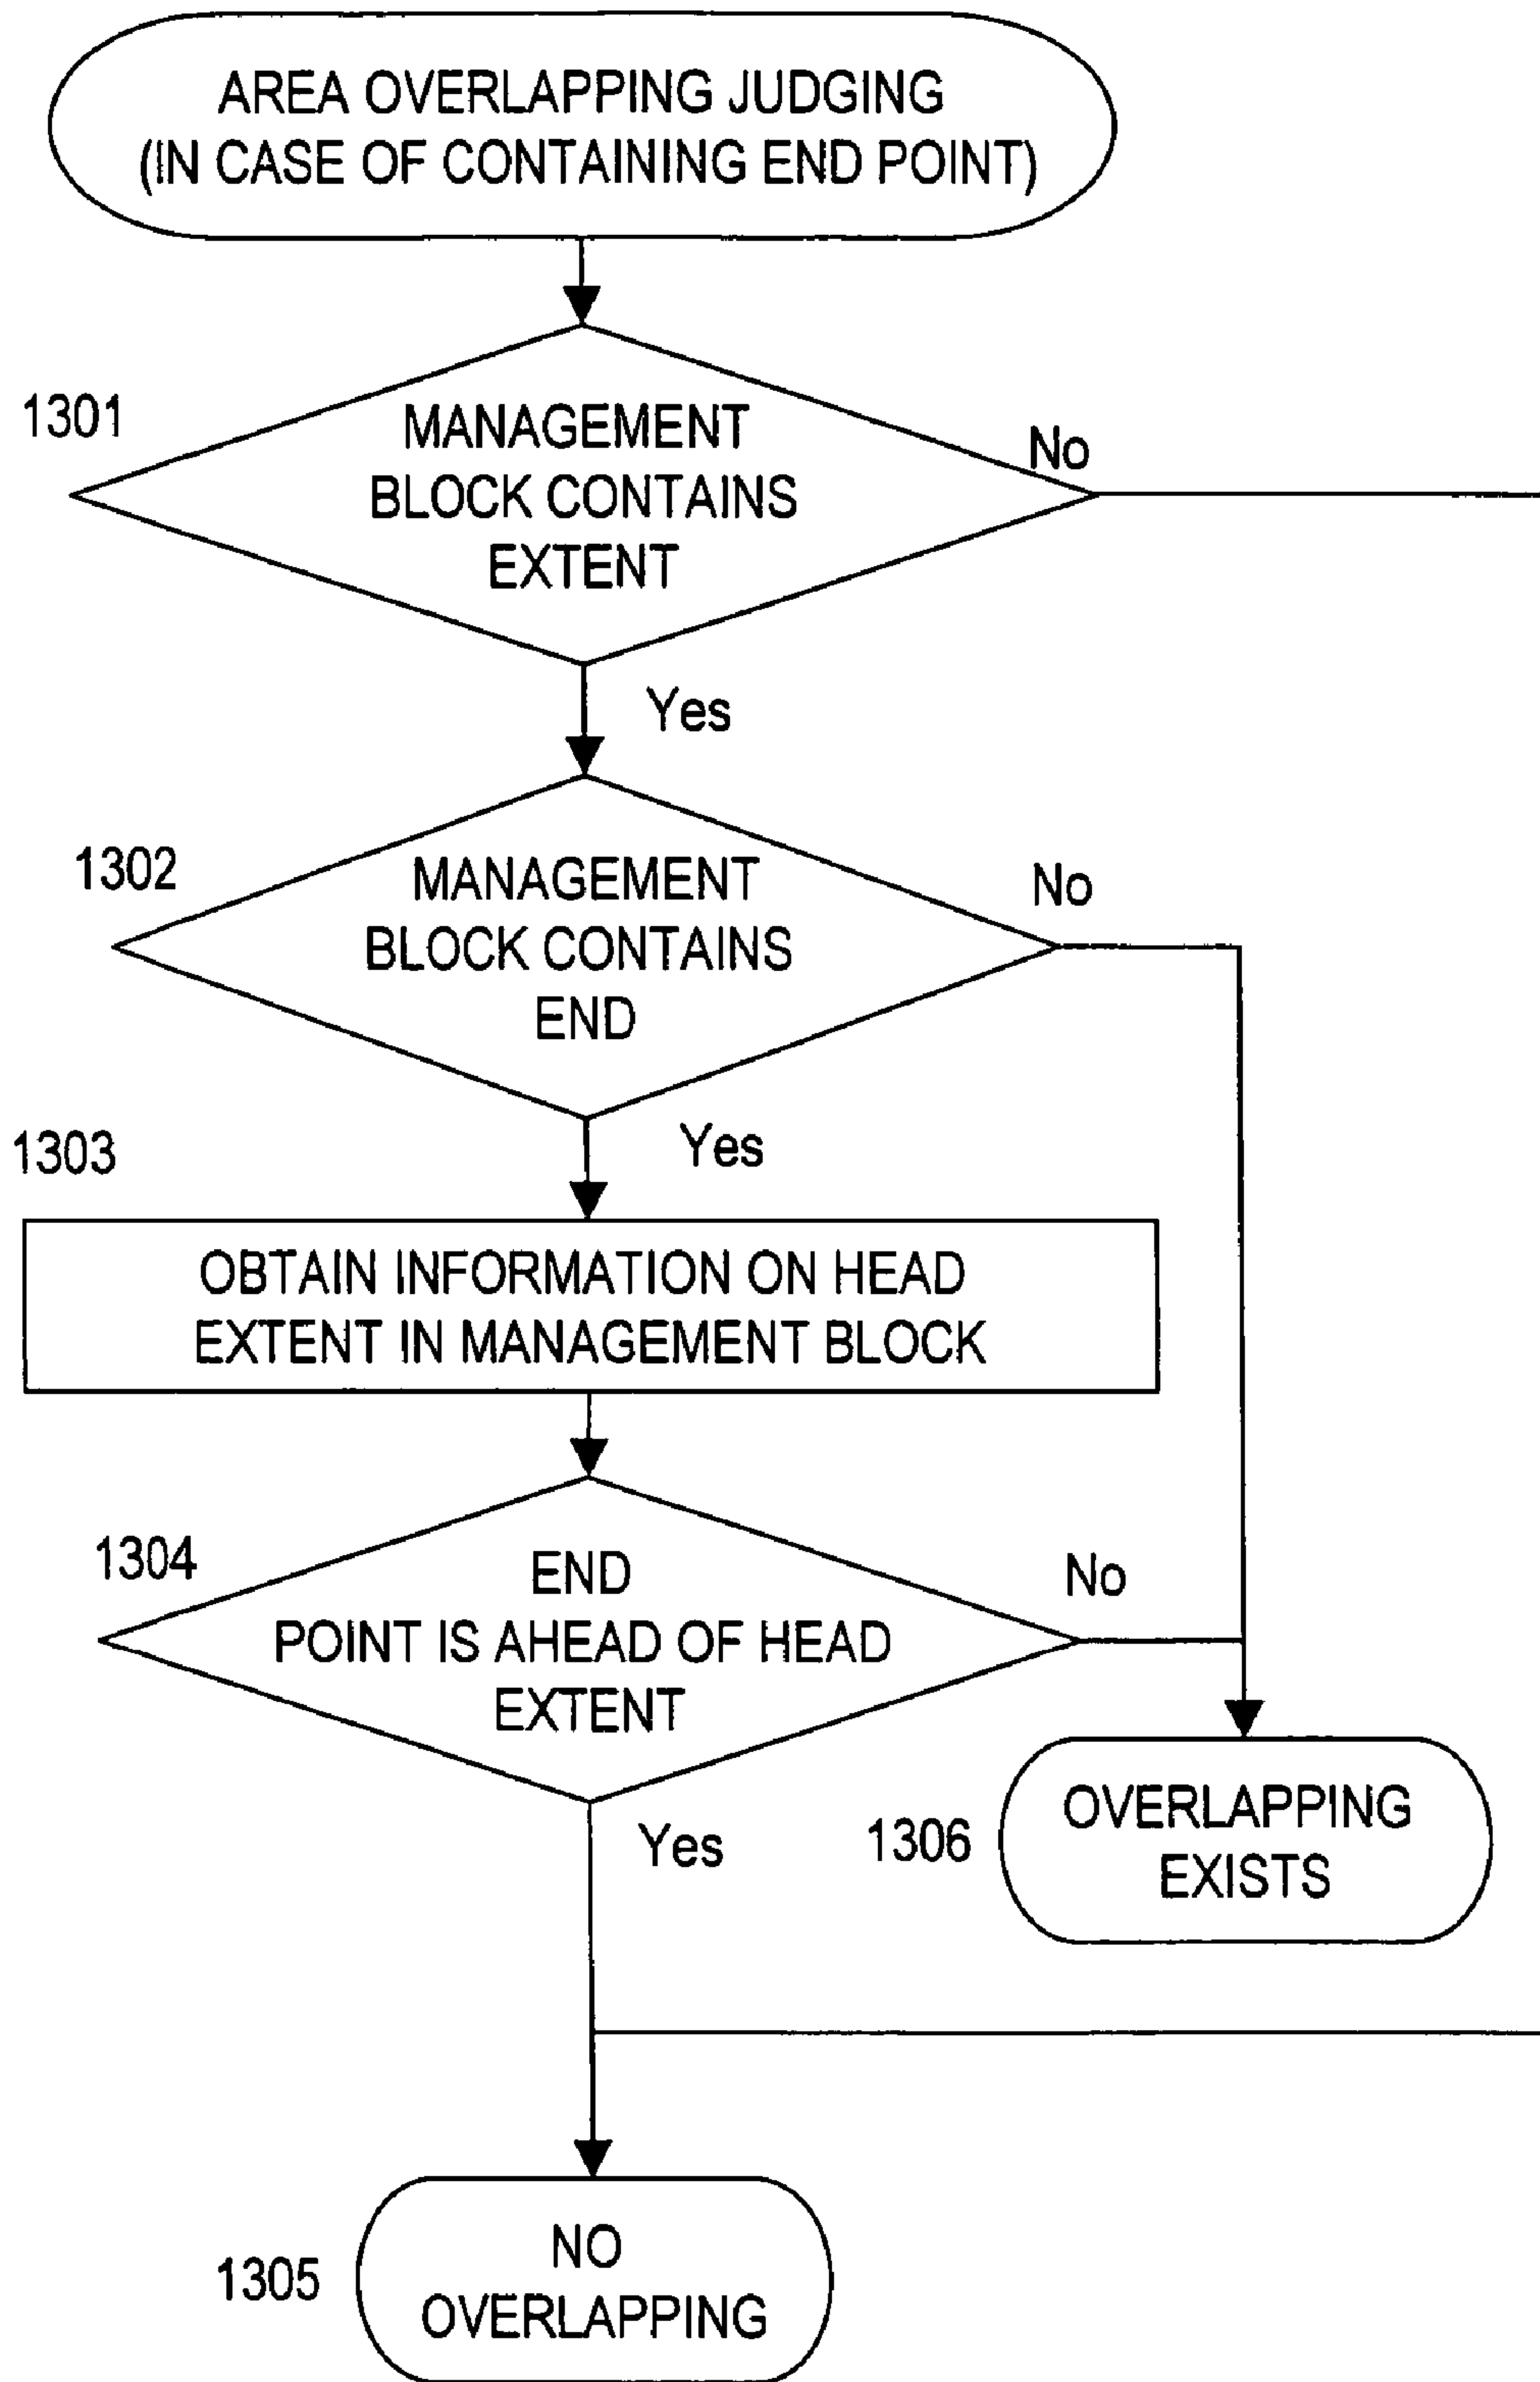 AREA OVERLAPPING JUDGING
(IN CASE OF CONTAINING END POINT)
1301
MANAGEMENT
BLOCK CONTAINS
EXTENT
No
Yes
1302
MANAGEMENT
BLOCK CONTAINS
END
No
Yes
1303
OBTAIN INFORMATION ON HEAD
EXTENT IN MANAGEMENT BLOCK
1304
END
POINT IS AHEAD OF HEAD
EXTENT
No
Yes
1306
OVERLAPPING
EXISTS
1305
NO
OVERLAPPING